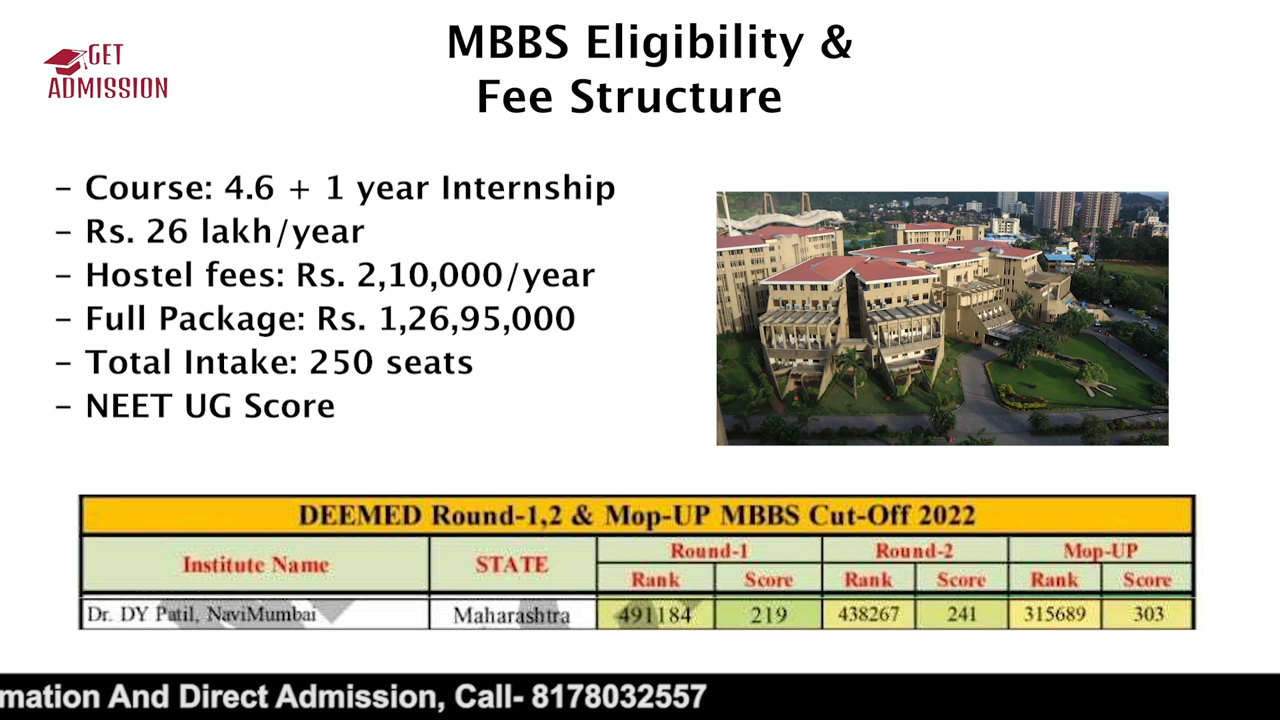 GET
ADMISSION
MBBS Eligibility &
Fee Structure
– Course: 4.6 + 1 year Internship
– Rs. 26 lakh/year
– Hostel fees: Rs. 2,10,000/year
– Full Package: Rs. 1,26,95,000
– Total Intake: 250 seats
– NEET UG Score
DEEMED Round-1,2 & Mop-UP MBBS Cut-Off 2022
Institute Name STATE Round-1 Round-2 Mop-UP
Rank Score Rank Score Rank Score
Dr. DY Patil, NaviMumbai Maharashtra 491184 219 438267 241 315689 303
mation And Direct Admission, Call- 8178032557